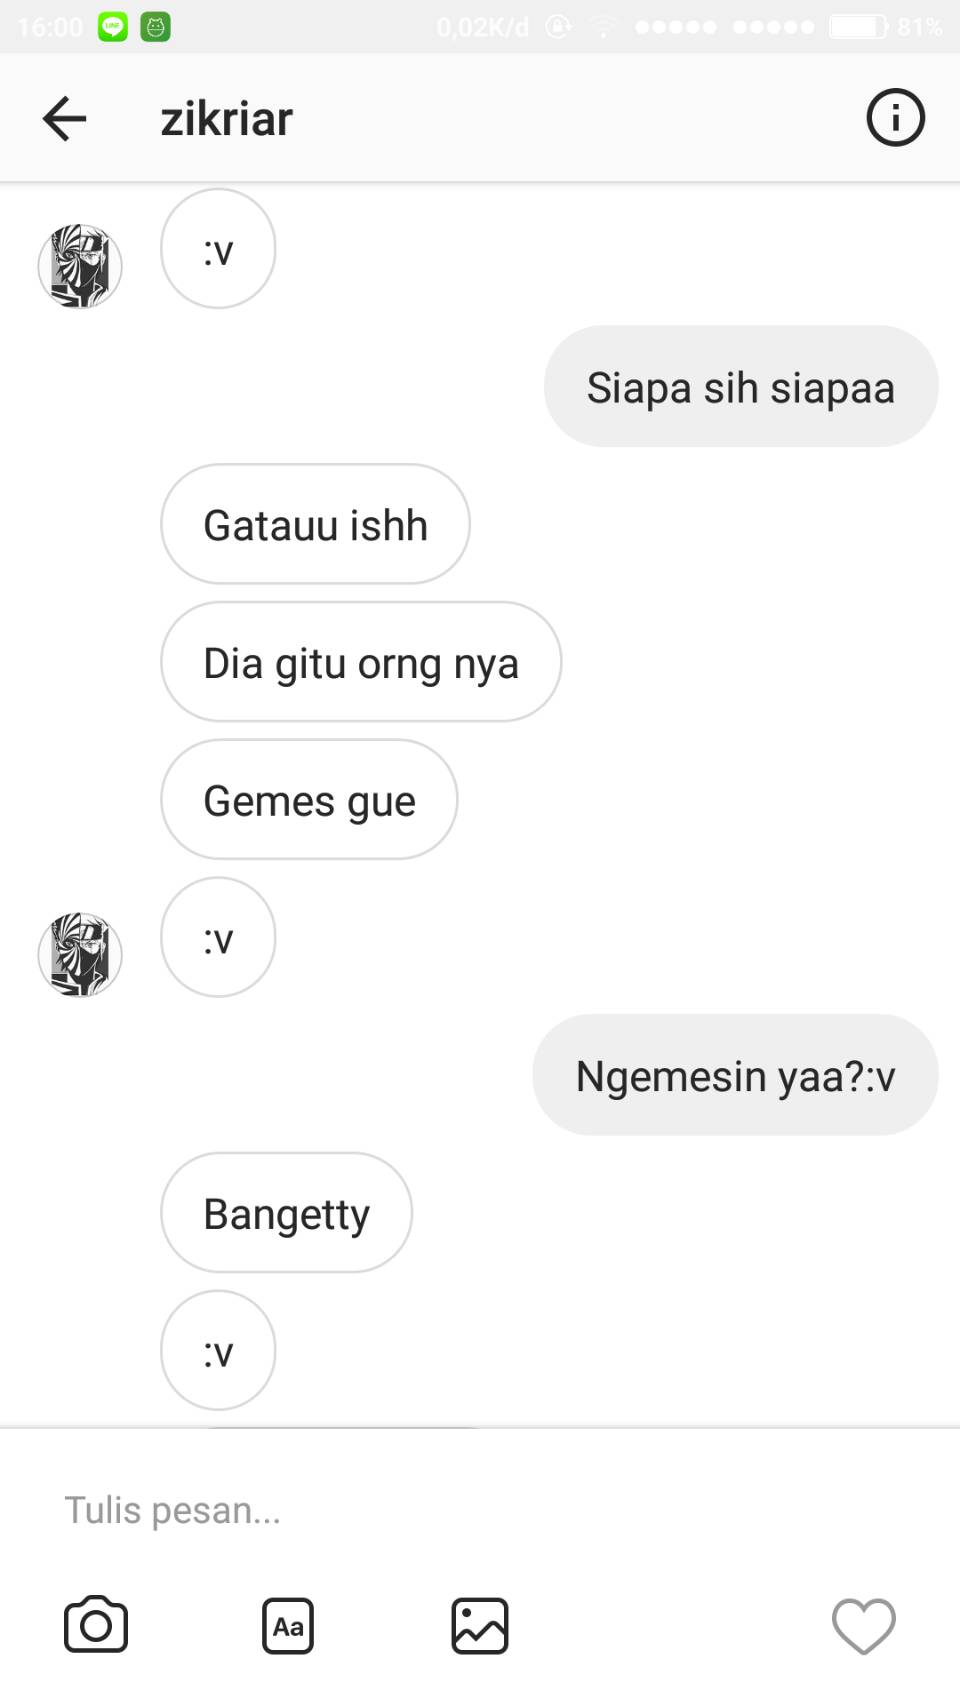 16:00
LINE
0,02K/d
81%
zikriar
:v
Siapa sih siapaa
Gatauu ishh
Dia gitu orng nya
Gemes gue
:v
Ngemesin yaa?:v
Bangetty
:v
Tulis pesan...
Aa